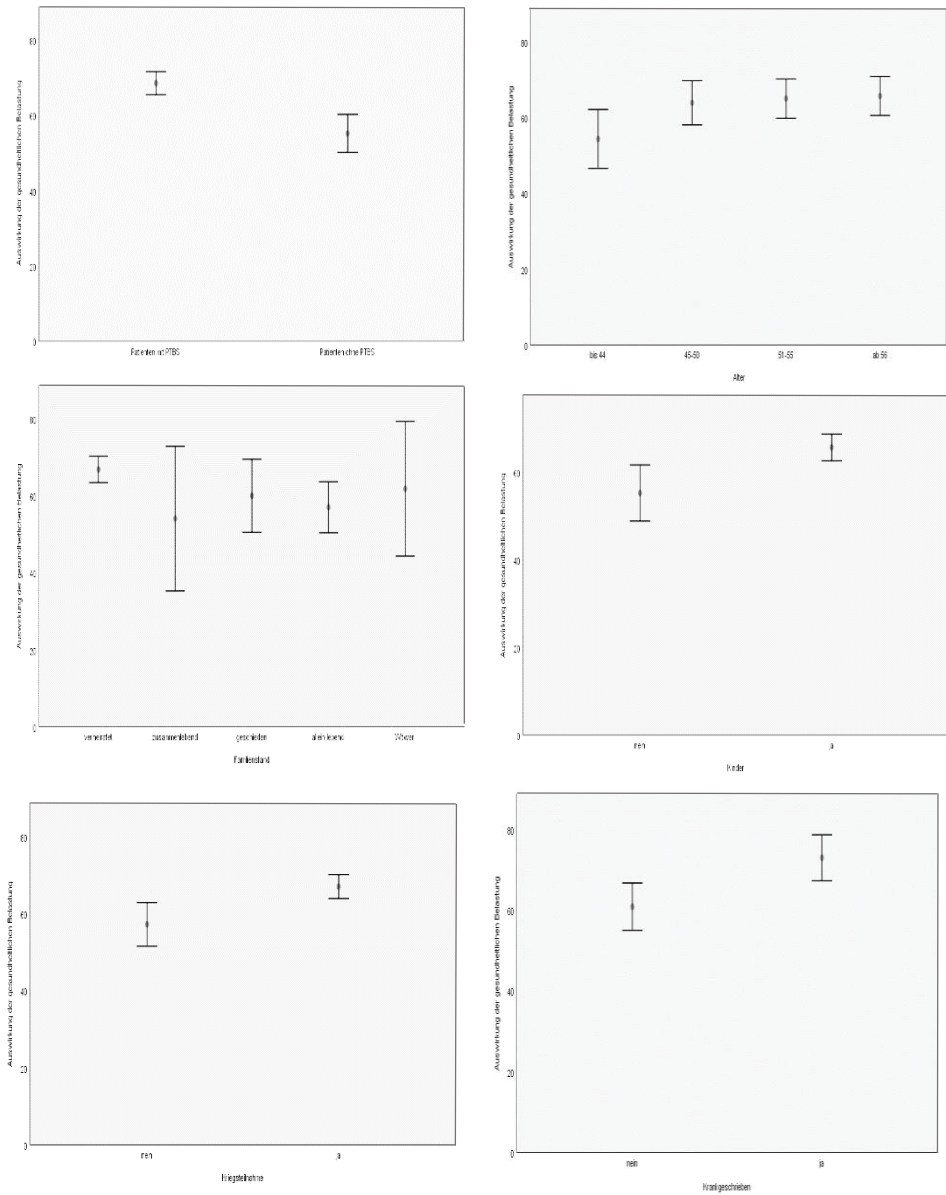 Auswirkung der gesundheitlichen Belastung
80
60
40
20
0
Patienten mit PTBS
Patienten ohne PTBS
Auswirkung der gesundheitlichen Belastung
80
60
40
20
0
bis 44
45-50
51-55
ab 56
Alter
Auswirkung der gesundheitlichen Belastung
80
60
40
20
0
verheiratet
zusammenlebend
geschieden
allein lebend
Witwer
Familienstand
Auswirkung der gesundheitlichen Belastung
60
40
20
0
nein
ja
Kinder
Auswirkung der gesundheitlichen Belastung
80
60
40
20
0
nein
ja
Kriegsteilnahme
Auswirkung der gesundheitlichen Belastung
80
60
40
20
0
nein
ja
Krankgeschrieben